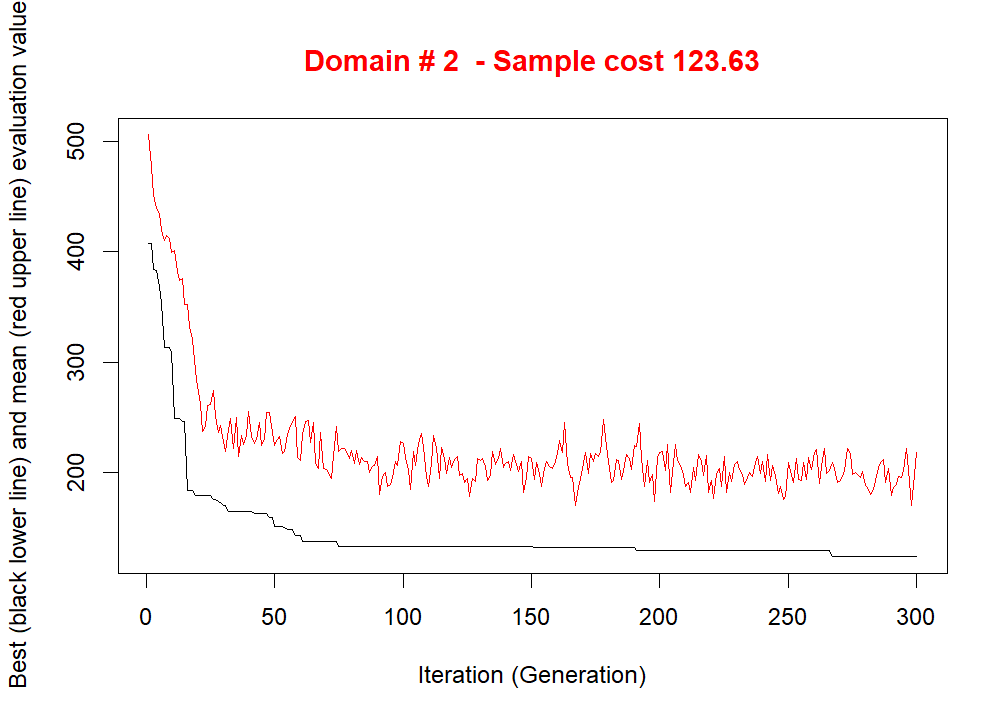 Domain # 2  - Sample cost 123.63
Best (black lower line) and mean (red upper line) evaluation value
500
400
300
200
0 50 100 150 200 250 300
Iteration (Generation)